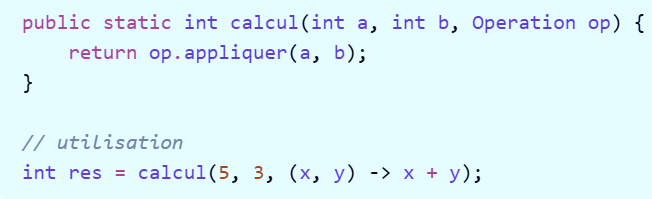 public static int calcul(int a, int b, Operation op) {
    return op.appliquer(a, b);
}

// utilisation
int res = calcul(5, 3, (x, y) -> x + y);